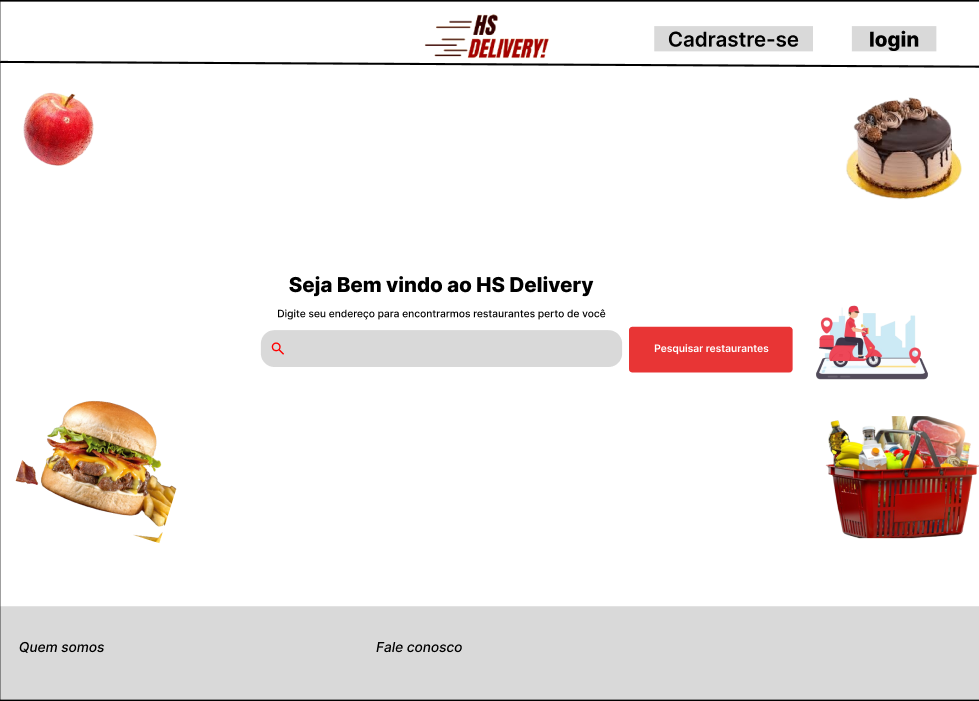 HS
DELIVERY!
Cadrastre-se
login
Seja Bem vindo ao HS Delivery
Digite seu endereço para encontrarmos restaurantes perto de você
Pesquisar restaurantes
Quem somos
Fale conosco